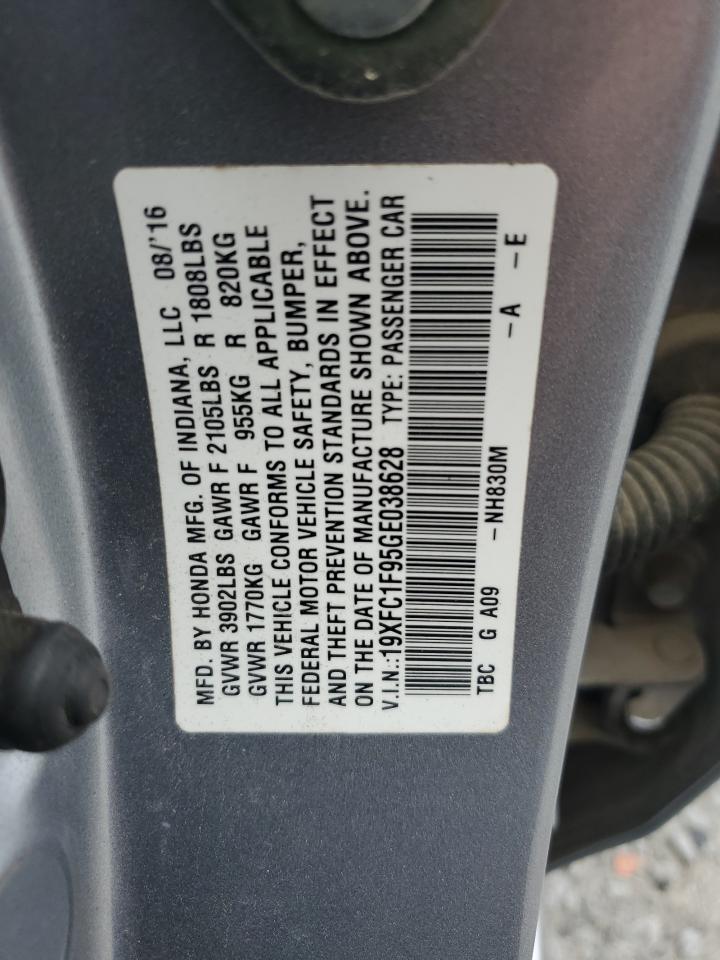 MFD. BY HONDA MFG. OF INDIANA, LLC 08/'16
GVWR 3902LBS GAWR F 2105LBS R 1808LBS
GVWR 1770KG GAWR F 955KG R 820KG
THIS VEHICLE CONFORMS TO ALL APPLICABLE
FEDERAL MOTOR VEHICLE SAFETY, BUMPER,
AND THEFT PREVENTION STANDARDS IN EFFECT
ON THE DATE OF MANUFACTURE SHOWN ABOVE.
V.I.N.:19XFC1F95GE038628 TYPE: PASSENGER CAR
TBC G A09 -NH830M -A -E